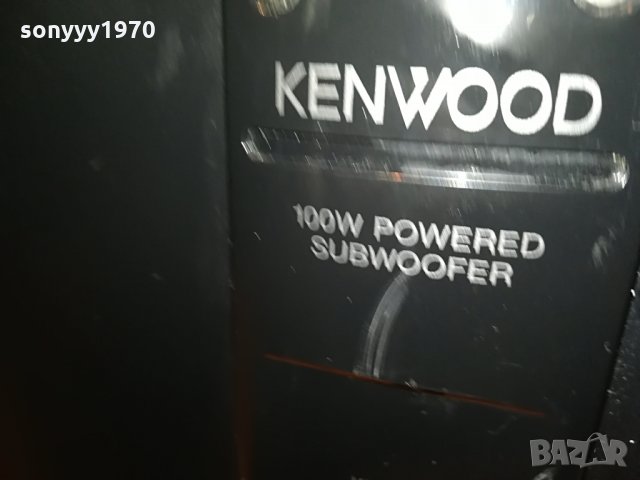 sonyyy1970
KENWOOD
100W POWERED
SUBWOOFER
BAZAR